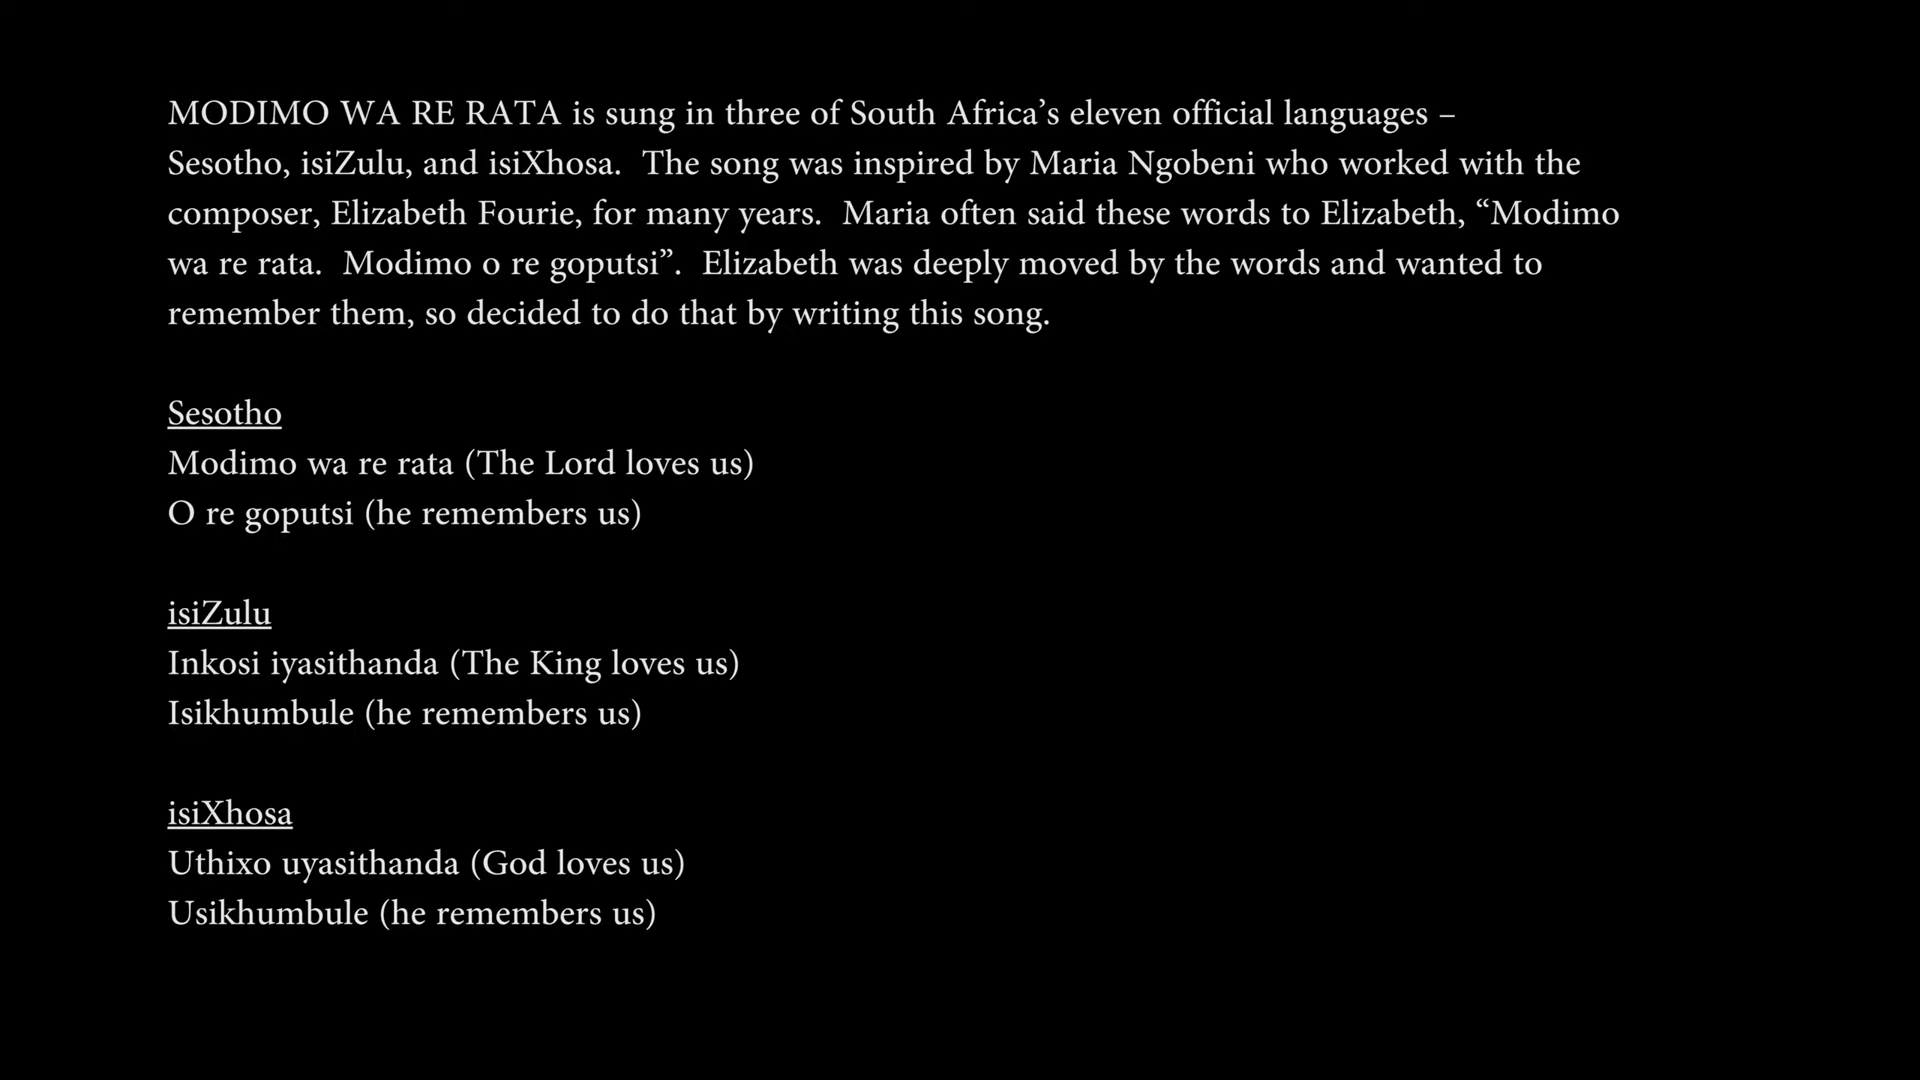 MODIMO WA RE RATA is sung in three of South Africa’s eleven official languages –
Sesotho, isiZulu, and isiXhosa.  The song was inspired by Maria Ngobeni who worked with the
composer, Elizabeth Fourie, for many years.  Maria often said these words to Elizabeth, “Modimo
wa re rata.  Modimo o re goputsi”.  Elizabeth was deeply moved by the words and wanted to
remember them, so decided to do that by writing this song.
Sesotho
Modimo wa re rata (The Lord loves us)
O re goputsi (he remembers us)
isiZulu
Inkosi iyasithanda (The King loves us)
Isikhumbule (he remembers us)
isiXhosa
Uthixo uyasithanda (God loves us)
Usikhumbule (he remembers us)